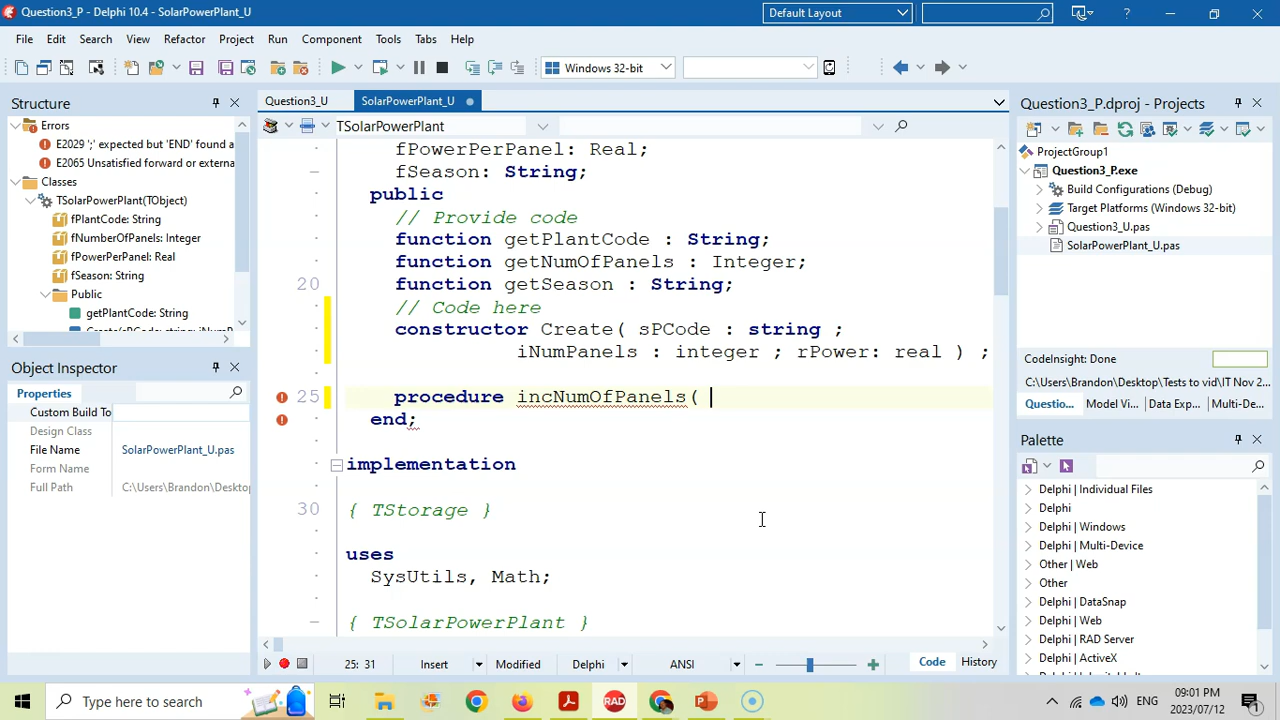 Question3_P - Delphi 10.4 - SolarPowerPlant_U
Default Layout
File Edit Search View Refactor Project Run Component Tools Tabs Help
Windows 32-bit
Structure
Errors
E2029 ';' expected but 'END' found a
E2065 Unsatisfied forward or externa
Classes
TSolarPowerPlant(TObject)
fPlantCode: String
fNumberOfPanels: Integer
fPowerPerPanel: Real
fSeason: String
Public
getPlantCode: String
Object Inspector
Properties
Custom Build To
Design Class
File Name SolarPowerPlant_U.pas
Form Name
Full Path C:\Users\Brandon\Deskto
Question3_U SolarPowerPlant_U
TSolarPowerPlant
fPowerPerPanel: Real;
fSeason: String;
public
// Provide code
function getPlantCode : String;
function getNumOfPanels : Integer;
20 function getSeason : String;
// Code here
constructor Create( sPCode : string ;
iNumPanels : integer ; rPower: real ) ;
25 procedure incNumOfPanels(
end;
implementation
30 { TStorage }
uses
SysUtils, Math;
{ TSolarPowerPlant }
25: 31 Insert Modified Delphi ANSI Code History
Question3_P.dproj - Projects
ProjectGroup1
Question3_P.exe
Build Configurations (Debug)
Target Platforms (Windows 32-bit)
Question3_U.pas
SolarPowerPlant_U.pas
CodeInsight: Done
C:\Users\Brandon\Desktop\Tests to vid\IT Nov 2
Questio... Model Vi... Data Exp... Multi-De...
Palette
Delphi | Individual Files
Delphi
Delphi | Windows
Delphi | Multi-Device
Other | Web
Other
Delphi | DataSnap
Delphi | Web
RAD Server
Delphi | ActiveX
Delphi | XML
Type here to search
RAD
ENG
09:01 PM
2023/07/12
1